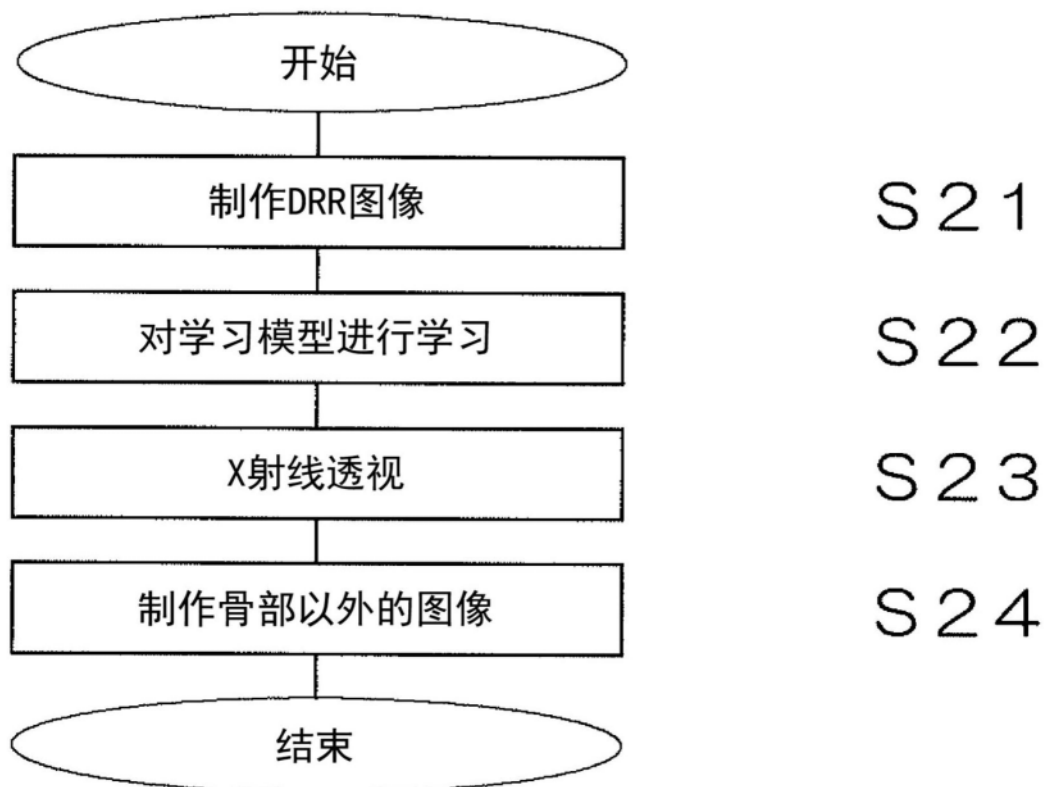 开始
制作DRR图像
S21
对学习模型进行学习
S22
X射线透视
S23
制作骨部以外的图像
S24
结束